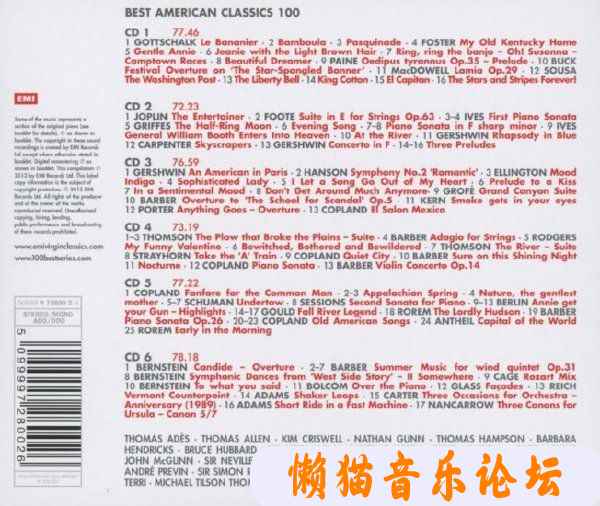 BEST AMERICAN CLASSICS 100
CD 1 77.46
1 GOTTSCHALK Le Bananier · 2 Bamboula · 3 Pasquinade · 4 FOSTER My Old Kentucky Home
5 Gentle Annie · 6 Jeanie with the Light Brown Hair · 7 Ring, ring the banjo – Oh! Susanna –
Camptown Races · 8 Beautiful Dreamer · 9 PAINE Oedipus tyrannus Op.35 – Prelude · 10 BUCK
Festival Overture on 'The Star-Spangled Banner' · 11 MacDOWELL Lamia Op.29 · 12 SOUSA
The Washington Post · 13 The Liberty Bell · 14 King Cotton · 15 El Capitan · 16 The Stars and Stripes Forever!
EMI
CD 2 72.23
1 JOPLIN The Entertainer · 2 FOOTE Suite in E for Strings Op.63 · 3-4 IVES First Piano Sonata
5 GRIFFES The Half-Ring Moon · 6 Evening Song · 7-8 Piano Sonata in F sharp minor · 9 IVES
General William Booth Enters Into Heaven · 10 At the River · 11 GERSHWIN Rhapsody in Blue
12 CARPENTER Skyscrapers · 13 GERSHWIN Concerto in F · 14-16 Three Preludes
CD 3 76.59
1 GERSHWIN An American in Paris · 2 HANSON Symphony No.2 'Romantic' · 3 ELLINGTON Mood
Indigo · 4 Sophisticated Lady · 5 I Let a Song Go Out of My Heart · 6 Prelude to a Kiss
7 In a Sentimental Mood · 8 Don't Get Around Much Anymore · 9 GROFÉ Grand Canyon Suite
10 BARBER Overture to 'The School for Scandal' Op.5 · 11 KERN Smoke gets in your eyes
12 PORTER Anything Goes – Overture · 13 COPLAND El Salon Mexico
www.emivingclassics.com
www.100bestseries.com
CD 4 73.19
1-3 THOMSON The Plow that Broke the Plains – Suite · 4 BARBER Adagio for Strings · 5 RODGERS
My Funny Valentine · 6 Bewitched, Bothered and Bewildered · 7 THOMSON The River – Suite
8 STRAYHORN Take the 'A' Train · 9 COPLAND Quiet City · 10 BARBER Sure on this Shining Night
11 Nocturne · 12 COPLAND Piano Sonata · 13 BARBER Violin Concerto Op.14
CD 5 77.22
1 COPLAND Fanfare for the Common Man · 2-3 Appalachian Spring · 4 Nature, the gentlest
mother · 5-7 SCHUMAN Undertow · 8 SESSIONS Second Sonata for Piano · 9-13 BERLIN Annie get
your Gun – Highlights · 14-17 GOULD Fall River Legend · 18 ROREM The Lordly Hudson · 19 BARBER
Piano Sonata Op.26 · 20-23 COPLAND Old American Songs · 24 ANTHEIL Capital of the World
25 ROREM Early in the Morning
CD 6 78.18
1 BERNSTEIN Candide – Overture · 2-7 BARBER Summer Music for wind quintet Op.31
8 BERNSTEIN Symphonic Dances from 'West Side Story' – II Somewhere · 9 CAGE Rozart Mix
10 BERNSTEIN To what you said · 11 BOLCOM Over the Piano · 12 GLASS Façades · 13 REICH
Vermont Counterpoint · 14 ADAMS Shaker Loops · 15 CARTER Three Occasions for Orchestra –
Anniversary (1989) · 16 ADAMS Short Ride in a Fast Machine · 17 NANCARROW Three Canons for
Ursula – Canon 5/7
5 099997 280026
THOMAS ADÈS · THOMAS ALLEN · KIM CRISWELL · NATHAN GUNN · THOMAS HAMPSON · BARBARA
HENDRICKS · BRUCE HUBBARD
JOHN McGLINN · SIR NEVILLE
ANDRÉ PREVIN · SIR SIMON
TERRI · MICHAEL TILSON THO
懒猫音乐论坛